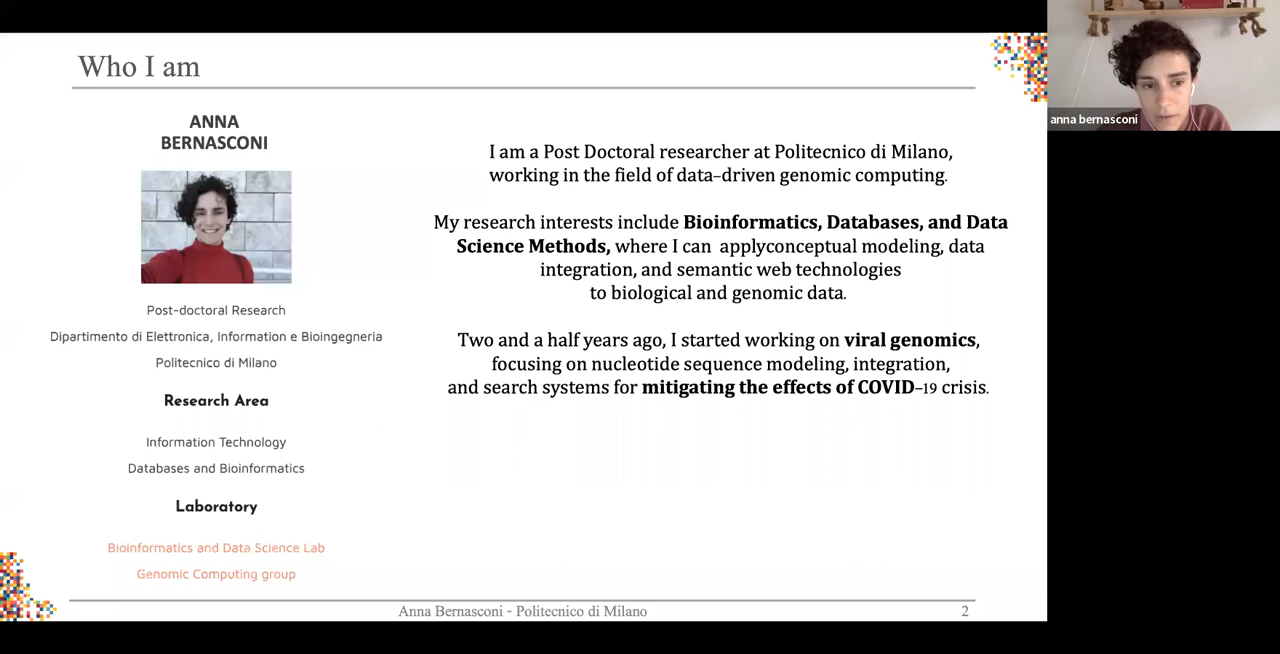 Who I am
ANNA
BERNASCONI
Post-doctoral Research
Dipartimento di Elettronica, Information e Bioingegneria
Politecnico di Milano
Research Area
Information Technology
Databases and Bioinformatics
Laboratory
Bioinformatics and Data Science Lab
Genomic Computing group
I am a Post Doctoral researcher at Politecnico di Milano,
working in the field of data-driven genomic computing.
My research interests include Bioinformatics, Databases, and Data
Science Methods, where I can applyconceptual modeling, data
integration, and semantic web technologies
to biological and genomic data.
Two and a half years ago, I started working on viral genomics,
focusing on nucleotide sequence modeling, integration,
and search systems for mitigating the effects of COVID-19 crisis.
Anna Bernasconi - Politecnico di Milano
2
anna bernasconi